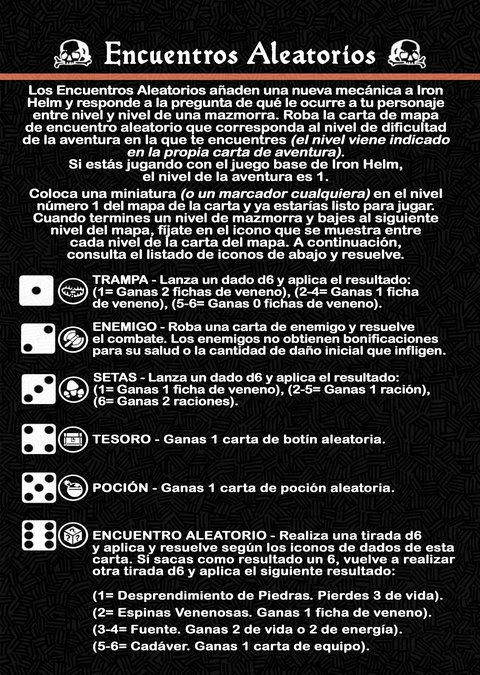 Encuentros Aleatorios
Los Encuentros Aleatorios añaden una nueva mecánica a Iron
Helm y responde a la pregunta de qué le ocurre a tu personaje
entre nivel y nivel de una mazmorra. Roba la carta de mapa
de encuentro aleatorio que corresponda al nivel de dificultad
de la aventura en la que te encuentres (el nivel viene indicado
en la propia carta de aventura).
Si estás jugando con el juego base de Iron Helm,
el nivel de la aventura es 1.
Coloca una miniatura (o un marcador cualquiera) en el nivel
número 1 del mapa de la carta y ya estarías listo para jugar.
Cuando termines un nivel de mazmorra y bajes al siguiente
nivel del mapa, fíjate en el icono que se muestra entre
cada nivel de la carta del mapa. A continuación,
consulta el listado de iconos de abajo y resuelve.
TRAMPA - Lanza un dado d6 y aplica el resultado:
(1= Ganas 2 fichas de veneno), (2-4= Ganas 1 ficha
de veneno), (5-6= Ganas 0 fichas de veneno).
ENEMIGO - Roba una carta de enemigo y resuelve
el combate. Los enemigos no obtienen bonificaciones
para su salud o la cantidad de daño inicial que infligen.
SETAS - Lanza un dado d6 y aplica el resultado:
(1= Ganas 1 ficha de veneno), (2-5= Ganas 1 ración),
(6= Ganas 2 raciones).
TESORO - Ganas 1 carta de botín aleatoria.
POCIÓN - Ganas 1 carta de poción aleatoria.
ENCUENTRO ALEATORIO - Realiza una tirada d6
y aplica y resuelve según los iconos de dados de esta
carta. Si sacas como resultado un 6, vuelve a realizar
otra tirada d6 y aplica el siguiente resultado:
(1= Desprendimiento de Piedras. Pierdes 3 de vida).
(2= Espinas Venenosas. Ganas 1 ficha de veneno).
(3-4= Fuente. Ganas 2 de vida o 2 de energía).
(5-6= Cadáver. Ganas 1 carta de equipo).